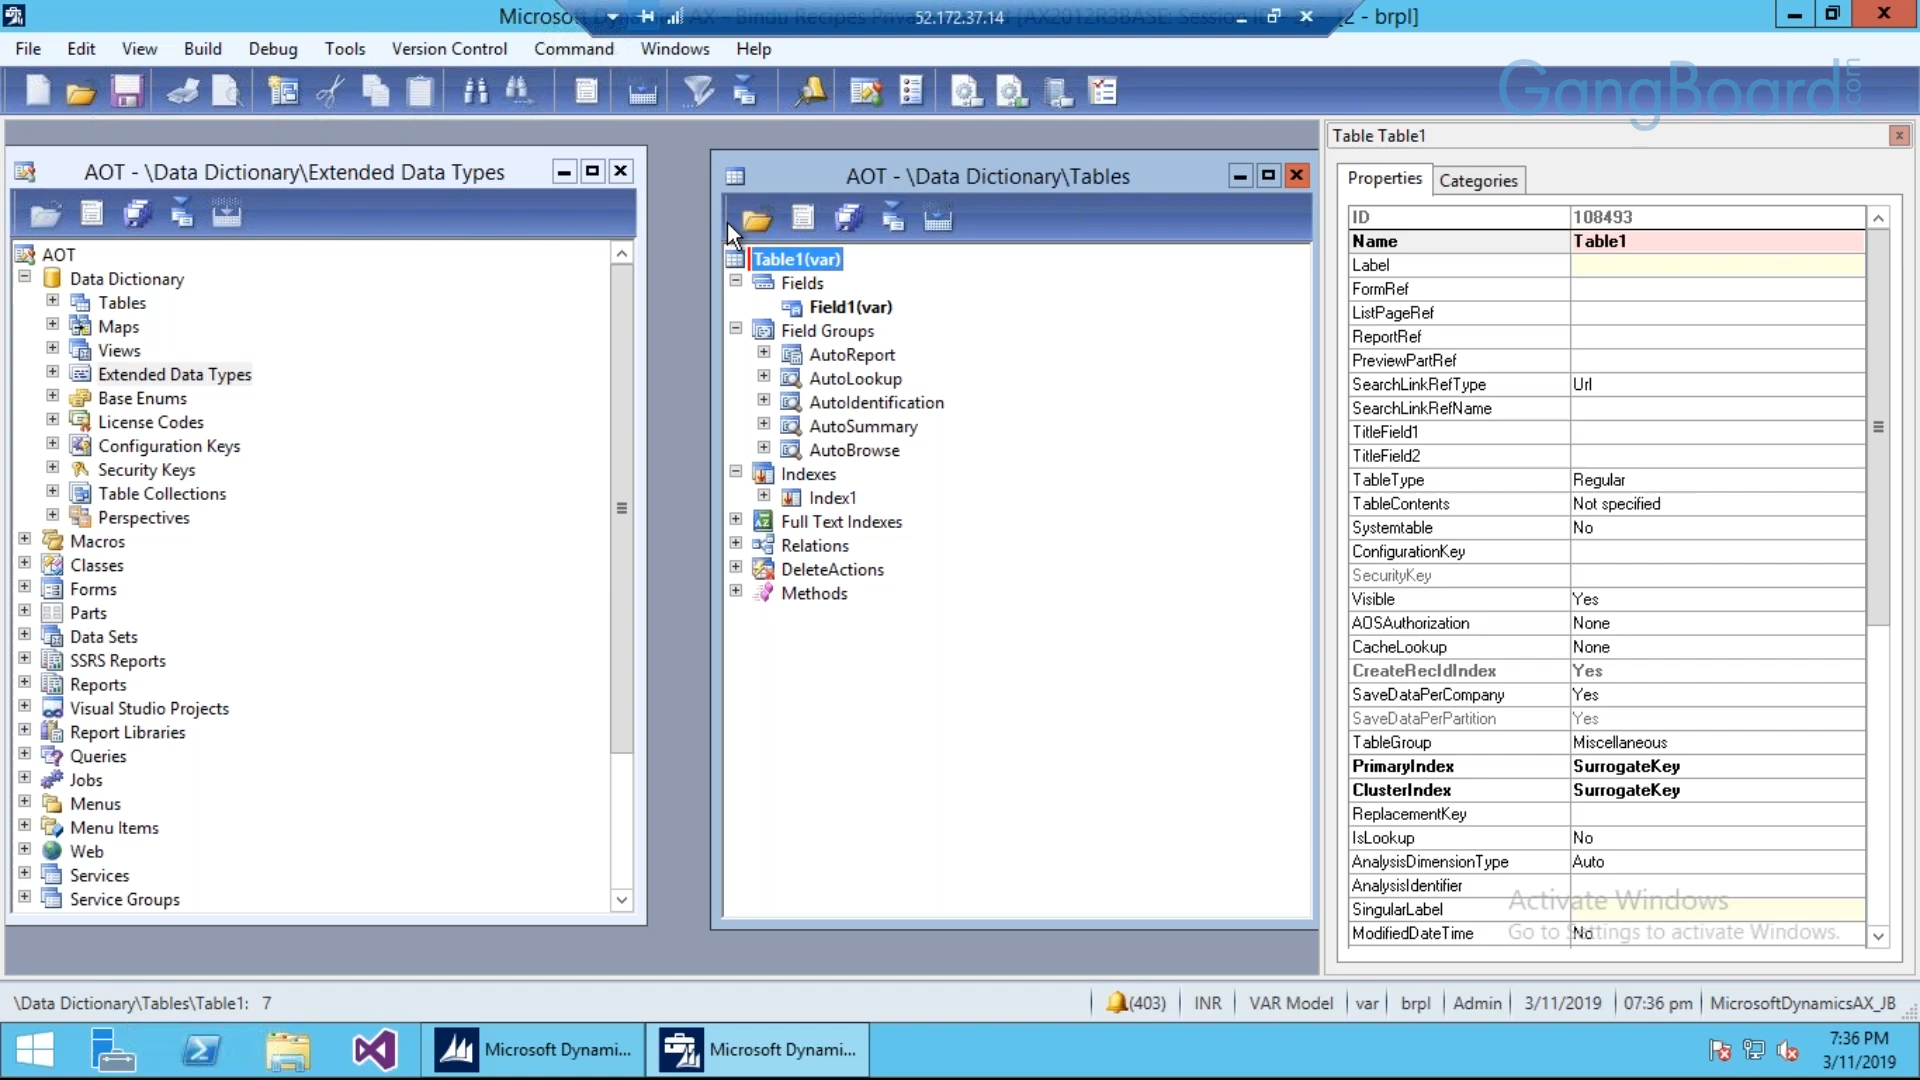 Microsoft Dynamics AX - Bindu Recipes Priva
52.172.37.14
[AX2012R3BASE: Session ID
[2 - brpl]
File Edit View Build Debug Tools Version Control Command Windows Help
GangBoard.com
AOT - \Data Dictionary\Extended Data Types
AOT
Data Dictionary
Tables
Maps
Views
Extended Data Types
Base Enums
License Codes
Configuration Keys
Security Keys
Table Collections
Perspectives
Macros
Classes
Forms
Parts
Data Sets
SSRS Reports
Reports
Visual Studio Projects
Report Libraries
Queries
Jobs
Menus
Menu Items
Web
Services
Service Groups
AOT - \Data Dictionary\Tables
Table1(var)
Fields
Field1(var)
Field Groups
AutoReport
AutoLookup
AutoIdentification
AutoSummary
AutoBrowse
Indexes
Index1
Full Text Indexes
Relations
DeleteActions
Methods
Table Table1
Properties Categories
ID 108493
Name Table1
Label
FormRef
ListPageRef
ReportRef
PreviewPartRef
SearchLinkRefType Url
SearchLinkRefName
TitleField1
TitleField2
TableType Regular
TableContents Not specified
Systemtable No
ConfigurationKey
SecurityKey
Visible Yes
AOSAuthorization None
CacheLookup None
CreateRecIdIndex Yes
SaveDataPerCompany Yes
SaveDataPerPartition Yes
TableGroup Miscellaneous
PrimaryIndex SurrogateKey
ClusterIndex SurrogateKey
ReplacementKey
IsLookup No
AnalysisDimensionType Auto
AnalysisIdentifier
SingularLabel
ModifiedDateTime No
Activate Windows
Go to Settings to activate Windows.
\Data Dictionary\Tables\Table1: 7
(403) INR VAR Model var brpl Admin 3/11/2019 07:36 pm MicrosoftDynamicsAX_JB
Microsoft Dynami...
Microsoft Dynami...
7:36 PM
3/11/2019